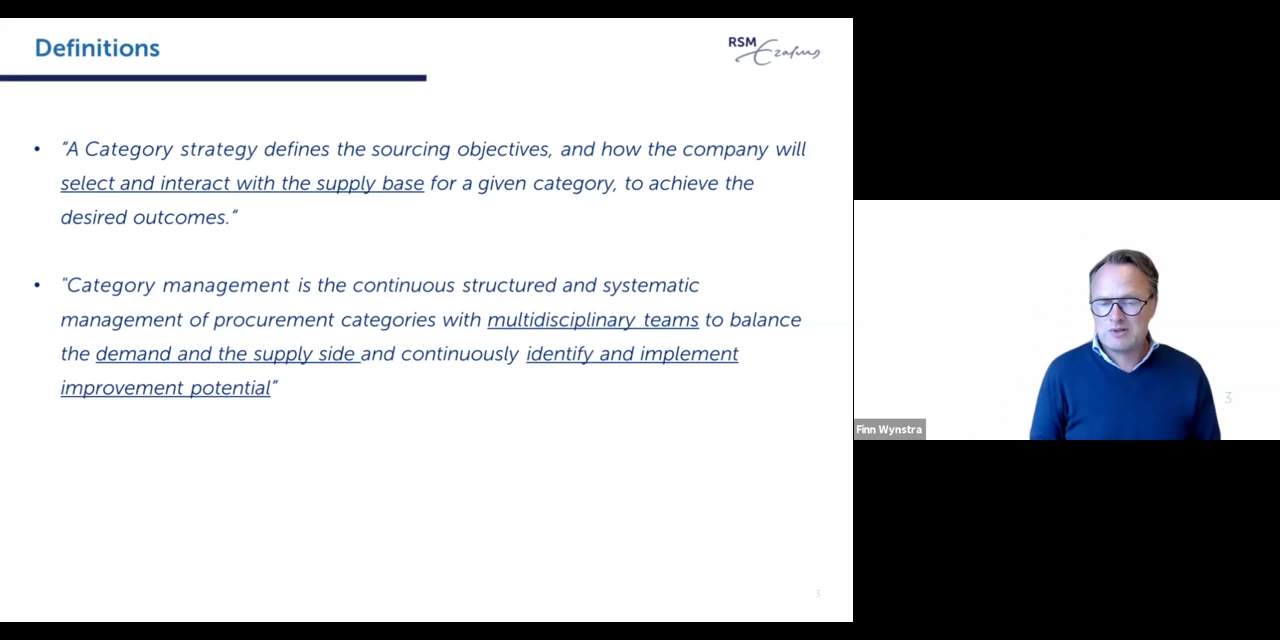 Definitions
RSM
Erasmus
• “A Category strategy defines the sourcing objectives, and how the company will
select and interact with the supply base for a given category, to achieve the
desired outcomes.”
• "Category management is the continuous structured and systematic
management of procurement categories with multidisciplinary teams to balance
the demand and the supply side and continuously identify and implement
improvement potential”
3
3
Finn Wynstra